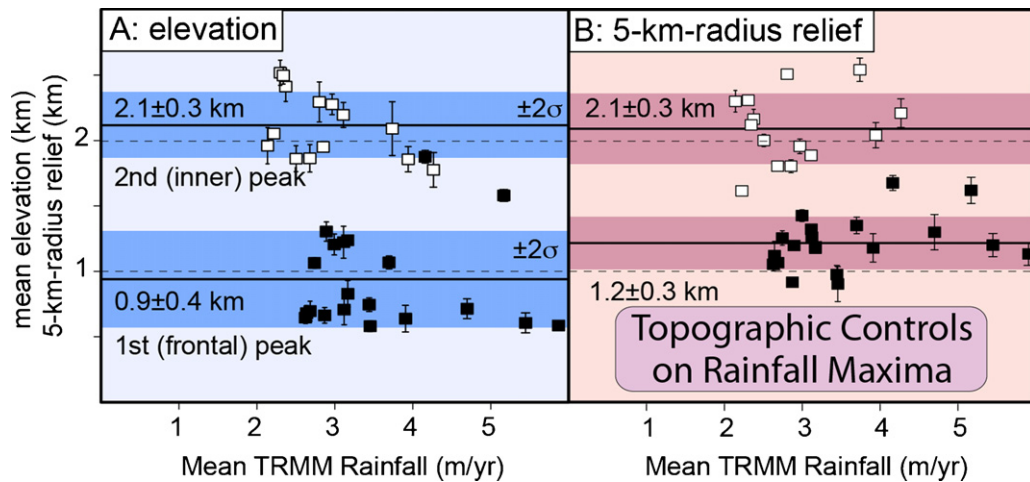 A: elevation
B: 5-km-radius relief
mean elevation (km)
5-km-radius relief (km)
2
1
2.1±0.3 km
±2σ
2nd (inner) peak
±2σ
0.9±0.4 km
1st (frontal) peak
2.1±0.3 km
1.2±0.3 km
Topographic Controls
on Rainfall Maxima
1 2 3 4 5
1 2 3 4 5
Mean TRMM Rainfall (m/yr)
Mean TRMM Rainfall (m/yr)